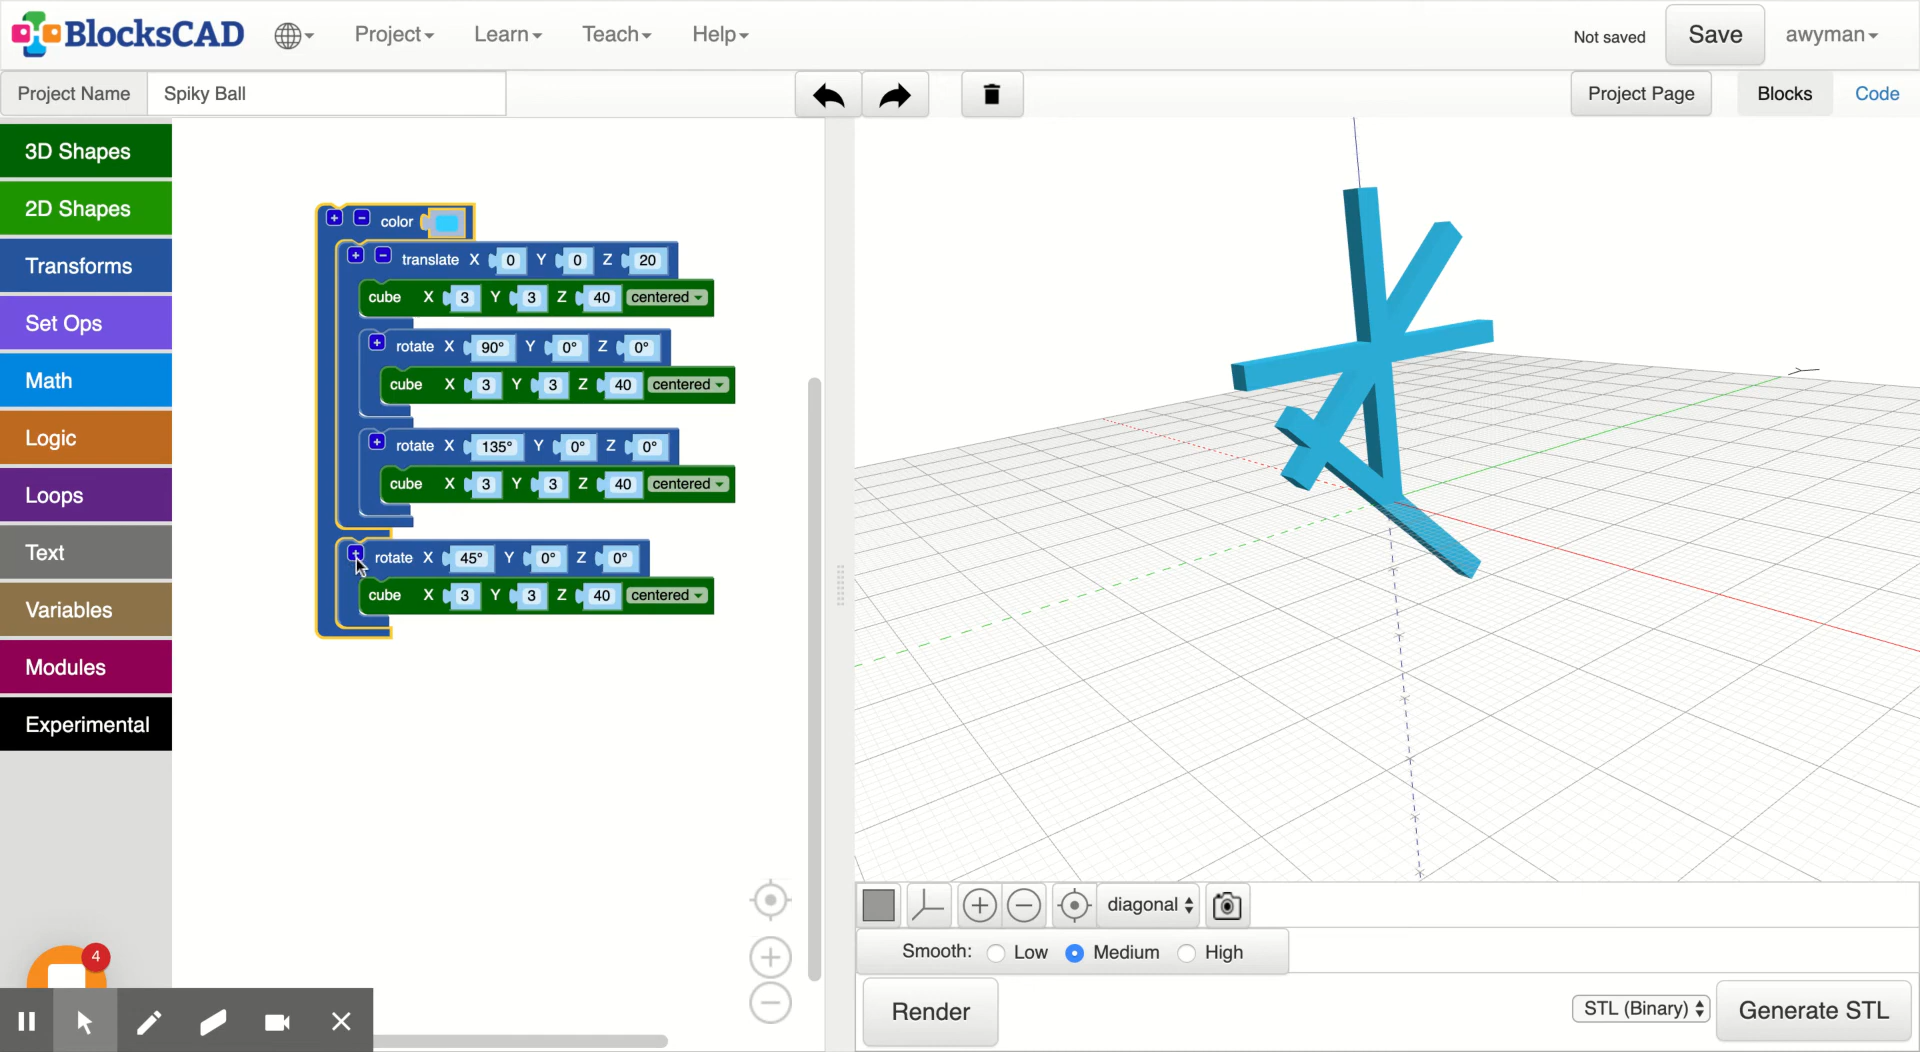 BlocksCAD Project Learn Teach Help Not saved Save awyman
Project Name Spiky Ball Project Page Blocks Code
3D Shapes
2D Shapes
Transforms
Set Ops
Math
Logic
Loops
Text
Variables
Modules
Experimental
color
translate X 0 Y 0 Z 20
cube X 3 Y 3 Z 40 centered
rotate X 90° Y 0° Z 0°
cube X 3 Y 3 Z 40 centered
rotate X 135° Y 0° Z 0°
cube X 3 Y 3 Z 40 centered
rotate X 45° Y 0° Z 0°
cube X 3 Y 3 Z 40 centered
4
diagonal
Smooth: Low Medium High
Render STL (Binary) Generate STL